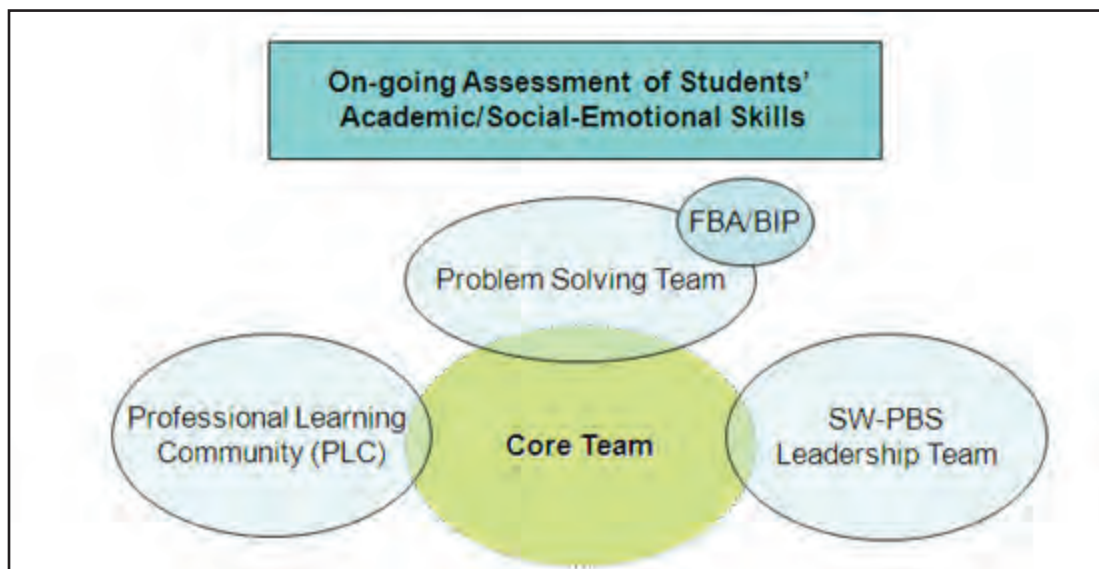 On-going Assessment of Students’
Academic/Social-Emotional Skills
FBA/BIP
Problem Solving Team
Professional Learning
Community (PLC)
Core Team
SW-PBS
Leadership Team